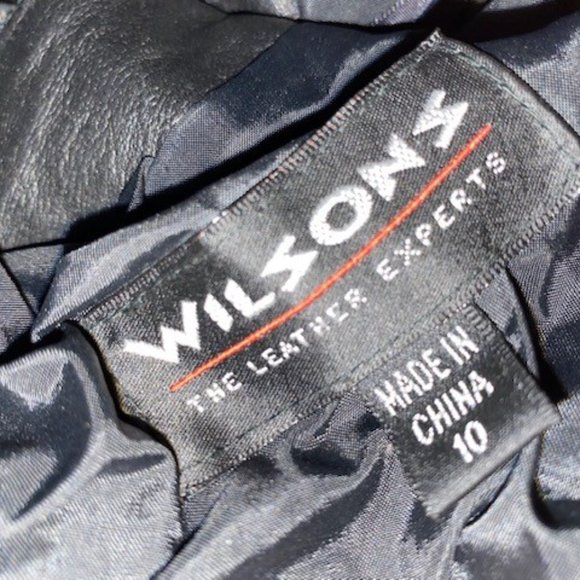 WILSONS
THE LEATHER EXPERTS
MADE IN
CHINA
10